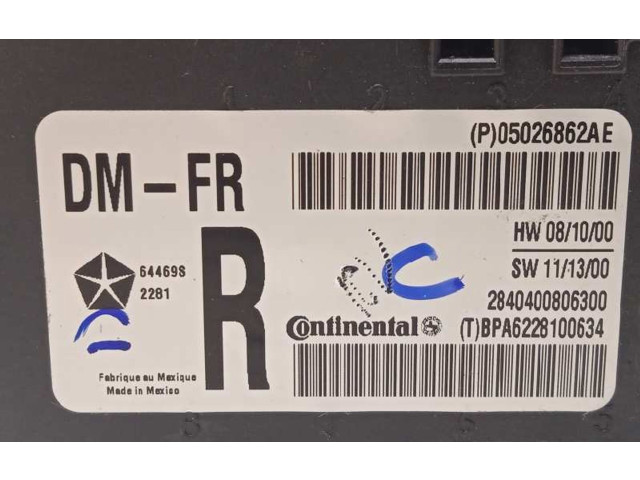 (P)05026862AE
DM-FR
R
HW 08/10/00
SW 11/13/00
64469S
2281
2840400806300
Continental
(T)BPA6228100634
Fabrique au Mexique
Made in Mexico
C